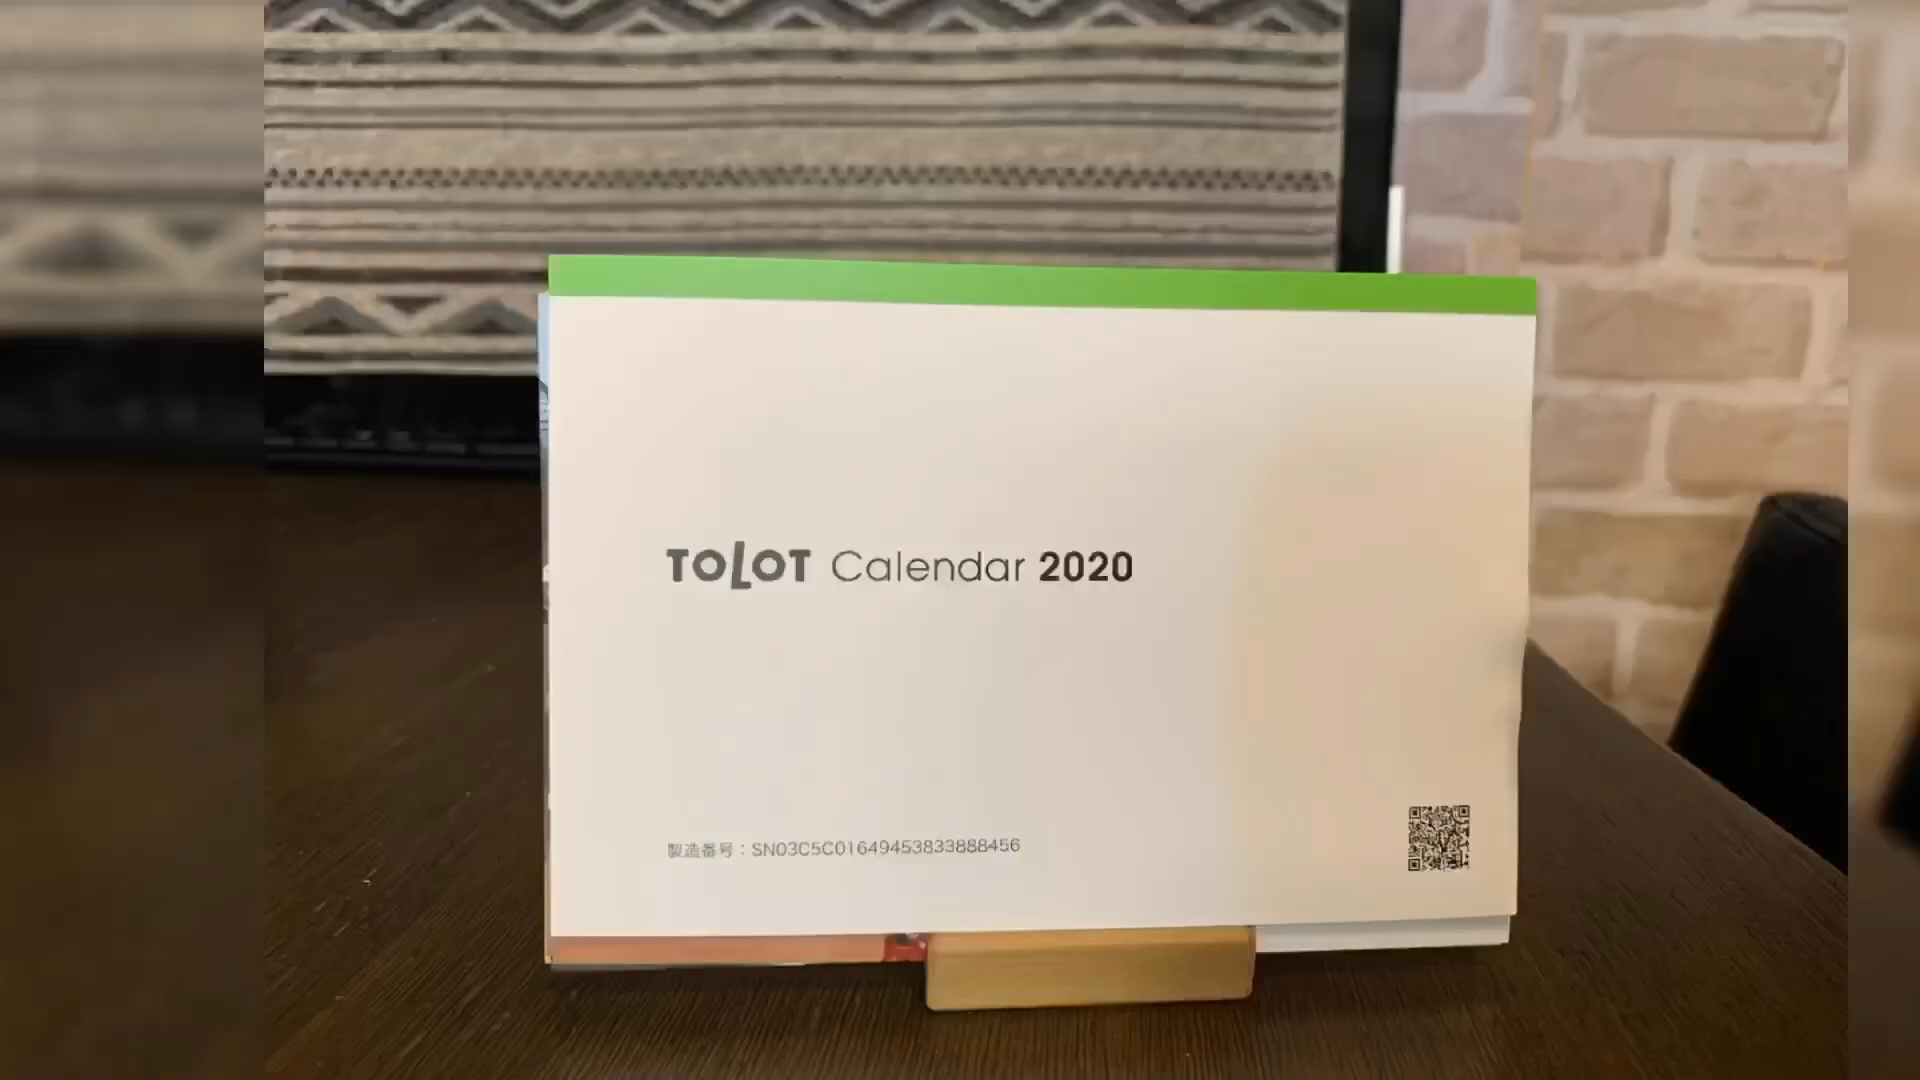 TOLOT Calendar 2020
製造番号：SN03C5C01649453833888456